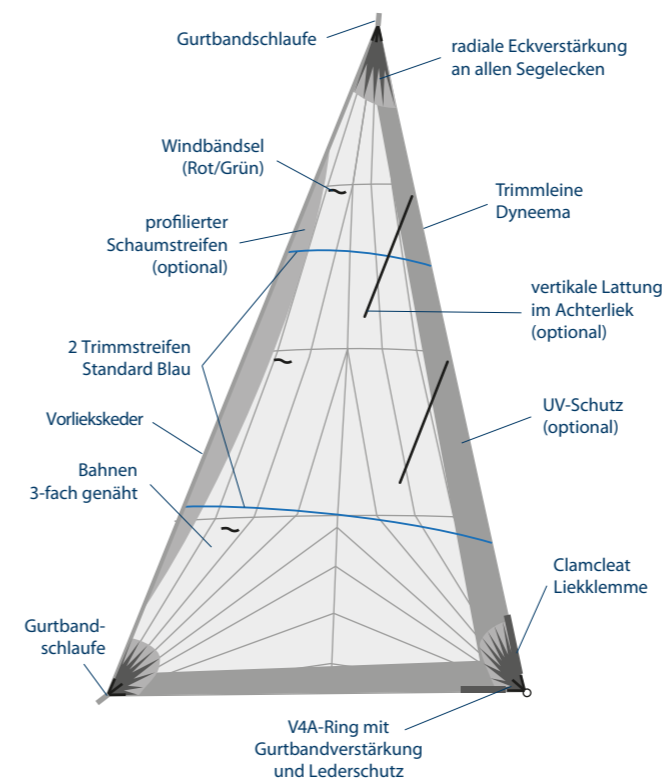 Gurtbandschlaufe
radiale Eckverstärkung
an allen Segelecken
Windbändsel
(Rot/Grün)
Trimmleine
Dyneema
profilierter
Schaumstreifen
(optional)
vertikale Lattung
im Achterliek
(optional)
2 Trimmstreifen
Standard Blau
UV-Schutz
(optional)
Vorliekskeder
Bahnen
3-fach genäht
Clamcleat
Liekklemme
Gurtband-
schlaufe
V4A-Ring mit
Gurtbandverstärkung
und Lederschutz